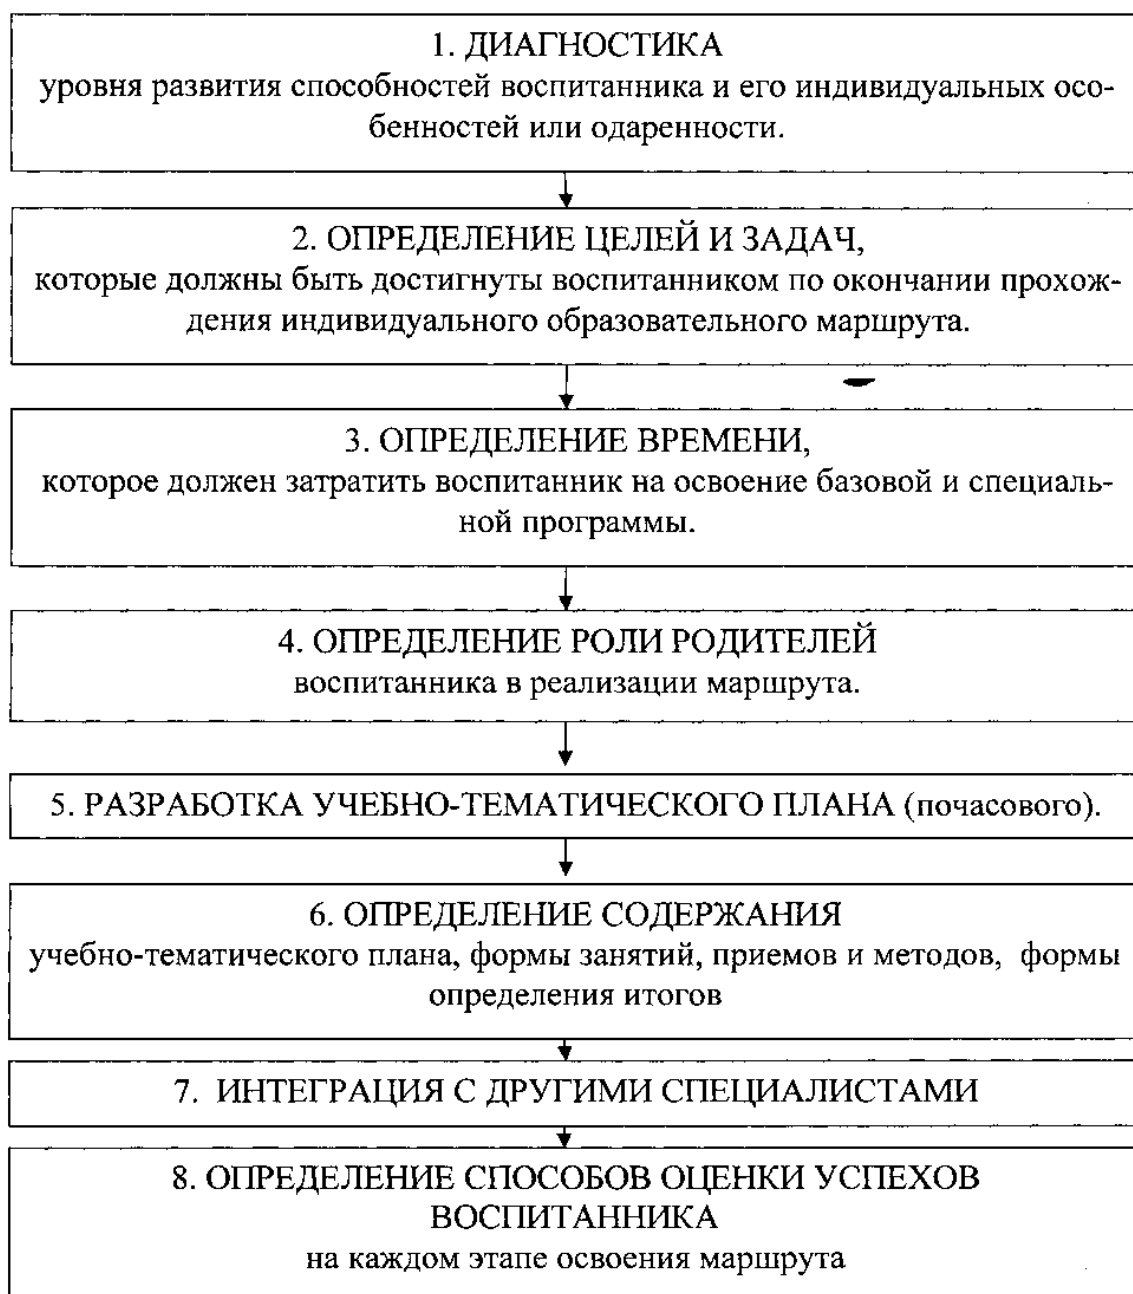 1. ДИАГНОСТИКА
уровня развития способностей воспитанника и его индивидуальных осо-
бенностей или одаренности.
2. ОПРЕДЕЛЕНИЕ ЦЕЛЕЙ И ЗАДАЧ,
которые должны быть достигнуты воспитанником по окончании прохож-
дения индивидуального образовательного маршрута.
3. ОПРЕДЕЛЕНИЕ ВРЕМЕНИ,
которое должен затратить воспитанник на освоение базовой и специаль-
ной программы.
4. ОПРЕДЕЛЕНИЕ РОЛИ РОДИТЕЛЕЙ
воспитанника в реализации маршрута.
5. РАЗРАБОТКА УЧЕБНО-ТЕМАТИЧЕСКОГО ПЛАНА (почасового).
6. ОПРЕДЕЛЕНИЕ СОДЕРЖАНИЯ
учебно-тематического плана, формы занятий, приемов и методов, формы
определения итогов
7. ИНТЕГРАЦИЯ С ДРУГИМИ СПЕЦИАЛИСТАМИ
8. ОПРЕДЕЛЕНИЕ СПОСОБОВ ОЦЕНКИ УСПЕХОВ
ВОСПИТАННИКА
на каждом этапе освоения маршрута